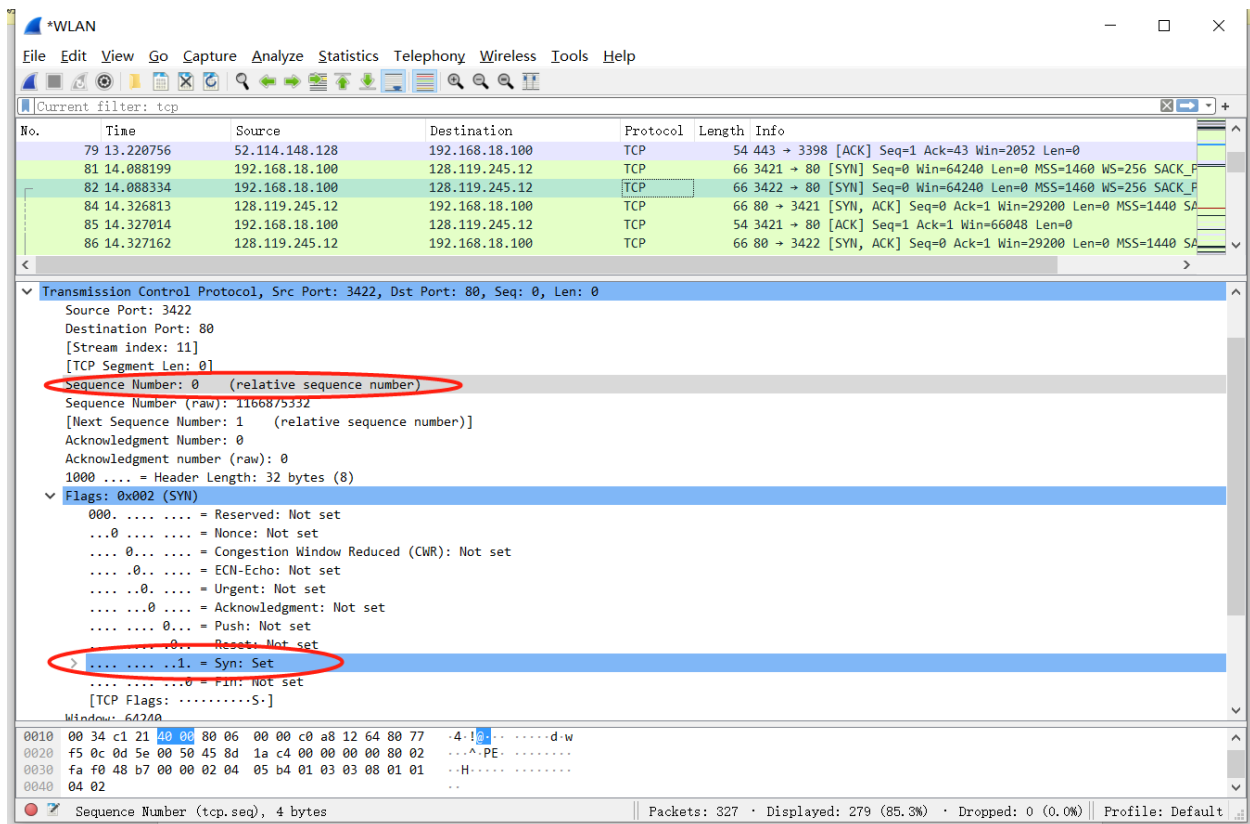 *WLAN
File Edit View Go Capture Analyze Statistics Telephony Wireless Tools Help
Current filter: tcp
No. Time Source Destination Protocol Length Info
79 13.220756 52.114.148.128 192.168.18.100 TCP 54 443 → 3398 [ACK] Seq=1 Ack=43 Win=2052 Len=0
81 14.088199 192.168.18.100 128.119.245.12 TCP 66 3421 → 80 [SYN] Seq=0 Win=64240 Len=0 MSS=1460 WS=256 SACK_P
82 14.088334 192.168.18.100 128.119.245.12 TCP 66 3422 → 80 [SYN] Seq=0 Win=64240 Len=0 MSS=1460 WS=256 SACK_P
84 14.326813 128.119.245.12 192.168.18.100 TCP 66 80 → 3421 [SYN, ACK] Seq=0 Ack=1 Win=29200 Len=0 MSS=1440 SA
85 14.327014 192.168.18.100 128.119.245.12 TCP 54 3421 → 80 [ACK] Seq=1 Ack=1 Win=66048 Len=0
86 14.327162 128.119.245.12 192.168.18.100 TCP 66 80 → 3422 [SYN, ACK] Seq=0 Ack=1 Win=29200 Len=0 MSS=1440 SA
Transmission Control Protocol, Src Port: 3422, Dst Port: 80, Seq: 0, Len: 0
Source Port: 3422
Destination Port: 80
[Stream index: 11]
[TCP Segment Len: 0]
Sequence Number: 0 (relative sequence number)
Sequence Number (raw): 1166875332
[Next Sequence Number: 1 (relative sequence number)]
Acknowledgment Number: 0
Acknowledgment number (raw): 0
1000 .... = Header Length: 32 bytes (8)
Flags: 0x002 (SYN)
000. .... .... = Reserved: Not set
...0 .... .... = Nonce: Not set
.... 0... .... = Congestion Window Reduced (CWR): Not set
.... .0.. .... = ECN-Echo: Not set
.... ..0. .... = Urgent: Not set
.... ...0 .... = Acknowledgment: Not set
.... .... 0... = Push: Not set
.... .... .0.. = Reset: Not set
.... .... ..1. = Syn: Set
.... .... ...0 = Fin: Not set
[TCP Flags: ··········S·]
Window: 64240
0010 00 34 c1 21 40 00 80 06 00 00 c0 a8 12 64 80 77 ·4·!@··· ·····d·w
0020 f5 0c 0d 5e 00 50 45 8d 1a c4 00 00 00 00 80 02 ···^·PE· ········
0030 fa f0 48 b7 00 00 02 04 05 b4 01 03 03 08 01 01 ··H····· ········
0040 04 02 ··
Sequence Number (tcp.seq), 4 bytes Packets: 327 · Displayed: 279 (85.3%) · Dropped: 0 (0.0%) Profile: Default